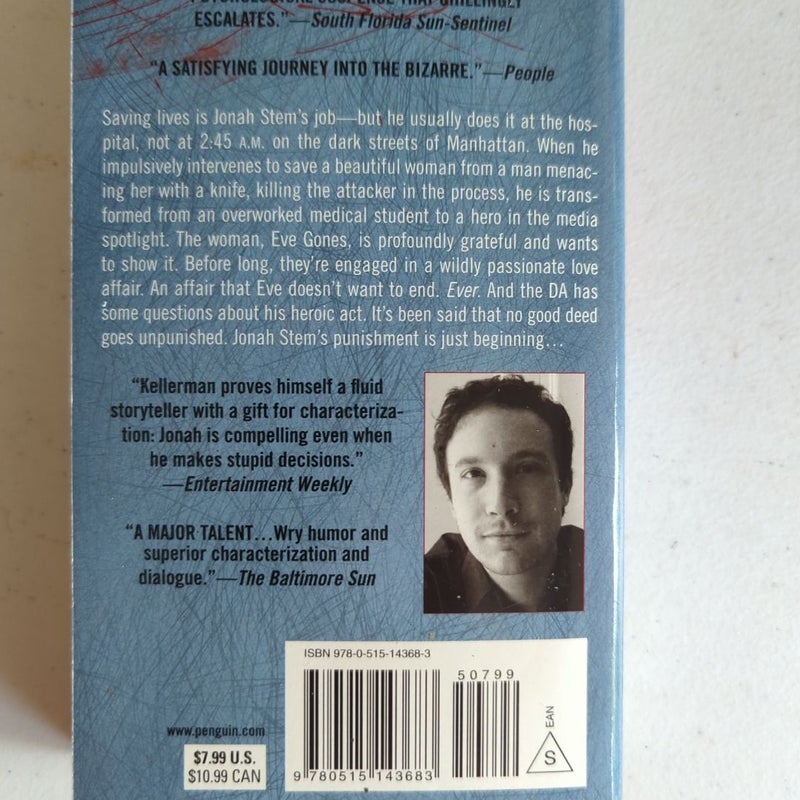 PSYCHOLOGICAL SUSPENSE THAT CHILLINGLY
ESCALATES.”—South Florida Sun-Sentinel
“A SATISFYING JOURNEY INTO THE BIZARRE.”—People
Saving lives is Jonah Stem’s job—but he usually does it at the hos-
pital, not at 2:45 A.M. on the dark streets of Manhattan. When he
impulsively intervenes to save a beautiful woman from a man menac-
ing her with a knife, killing the attacker in the process, he is trans-
formed from an overworked medical student to a hero in the media
spotlight. The woman, Eve Gones, is profoundly grateful and wants
to show it. Before long, they’re engaged in a wildly passionate love
affair. An affair that Eve doesn’t want to end. Ever. And the DA has
some questions about his heroic act. It’s been said that no good deed
goes unpunished. Jonah Stem’s punishment is just beginning…
“Kellerman proves himself a fluid
storyteller with a gift for characteriza-
tion: Jonah is compelling even when
he makes stupid decisions.”
—Entertainment Weekly
“A MAJOR TALENT…Wry humor and
superior characterization and
dialogue.”—The Baltimore Sun
ISBN 978-0-515-14368-3
50799
EAN
S
www.penguin.com
$7.99 U.S.
$10.99 CAN
9 780515 143683